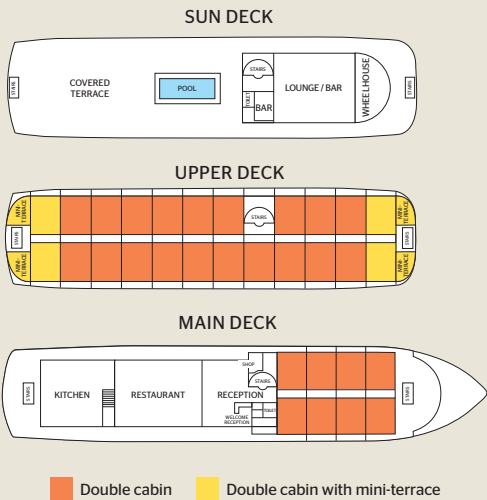 SUN DECK
STAIRS
COVERED
TERRACE
POOL
STAIRS
TOILET
BAR
LOUNGE / BAR
WHEELHOUSE
STAIRS
UPPER DECK
MINI-
TERRACE
STAIRS
MINI-
TERRACE
STAIRS
MINI-
TERRACE
STAIRS
MINI-
TERRACE
MAIN DECK
STAIRS
KITCHEN
RESTAURANT
SHOP
RECEPTION
STAIRS
TOILET
WELCOME
RECEPTION
STAIRS
Double cabin
Double cabin with mini-terrace